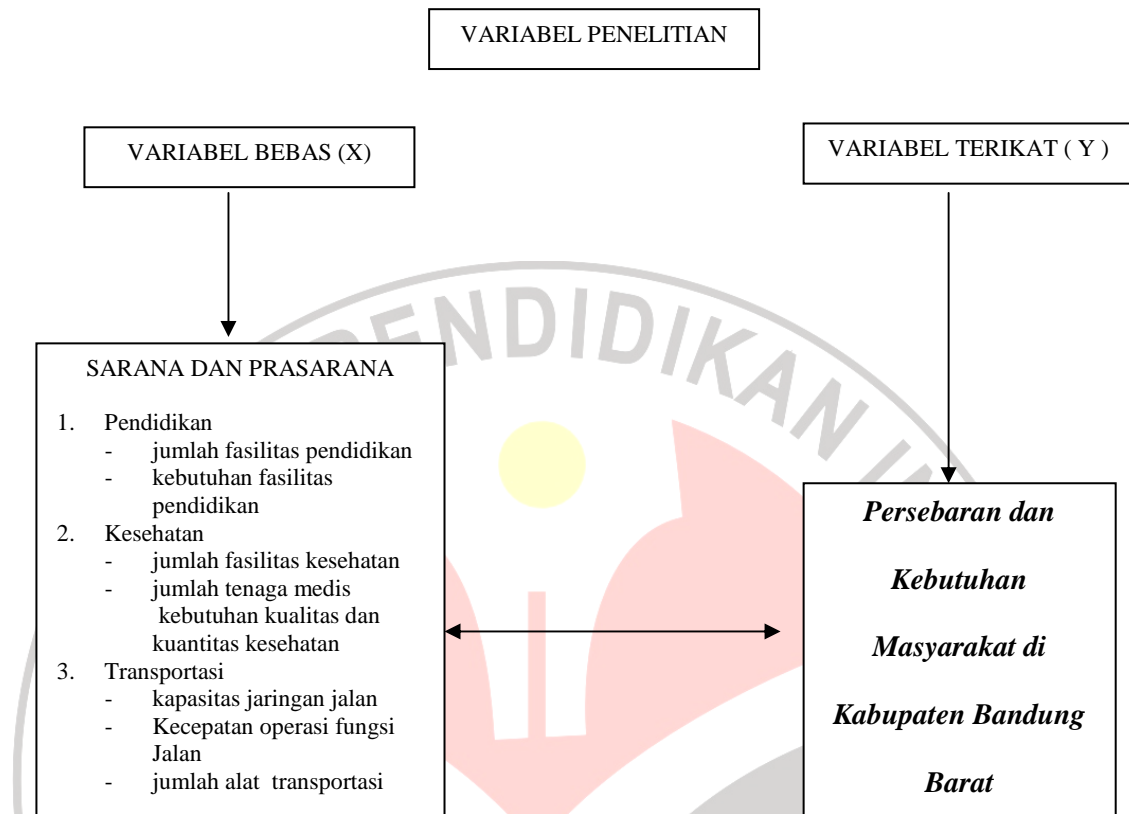 VARIABEL PENELITIAN
VARIABEL BEBAS (X)
VARIABEL TERIKAT ( Y )
SARANA DAN PRASARANA
1. Pendidikan
- jumlah fasilitas pendidikan
- kebutuhan fasilitas
pendidikan
2. Kesehatan
- jumlah fasilitas kesehatan
- jumlah tenaga medis
kebutuhan kualitas dan
kuantitas kesehatan
3. Transportasi
- kapasitas jaringan jalan
- Kecepatan operasi fungsi
Jalan
- jumlah alat transportasi
Persebaran dan
Kebutuhan
Masyarakat di
Kabupaten Bandung
Barat